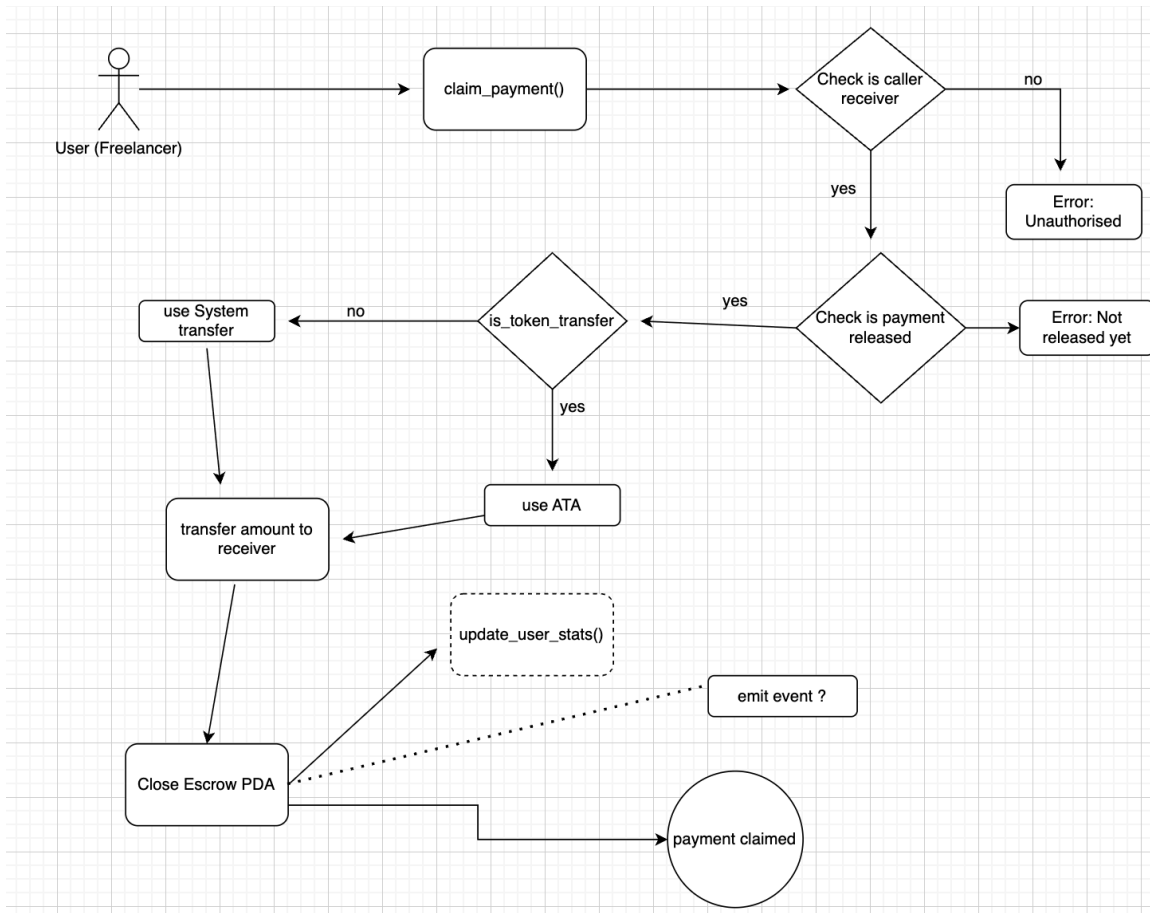 User (Freelancer)
claim_payment()
Check is caller
receiver
no
Error:
Unauthorised
yes
Check is payment
released
Error: Not
released yet
yes
is_token_transfer
no
use System
transfer
yes
use ATA
transfer amount to
receiver
update_user_stats()
emit event ?
Close Escrow PDA
payment claimed